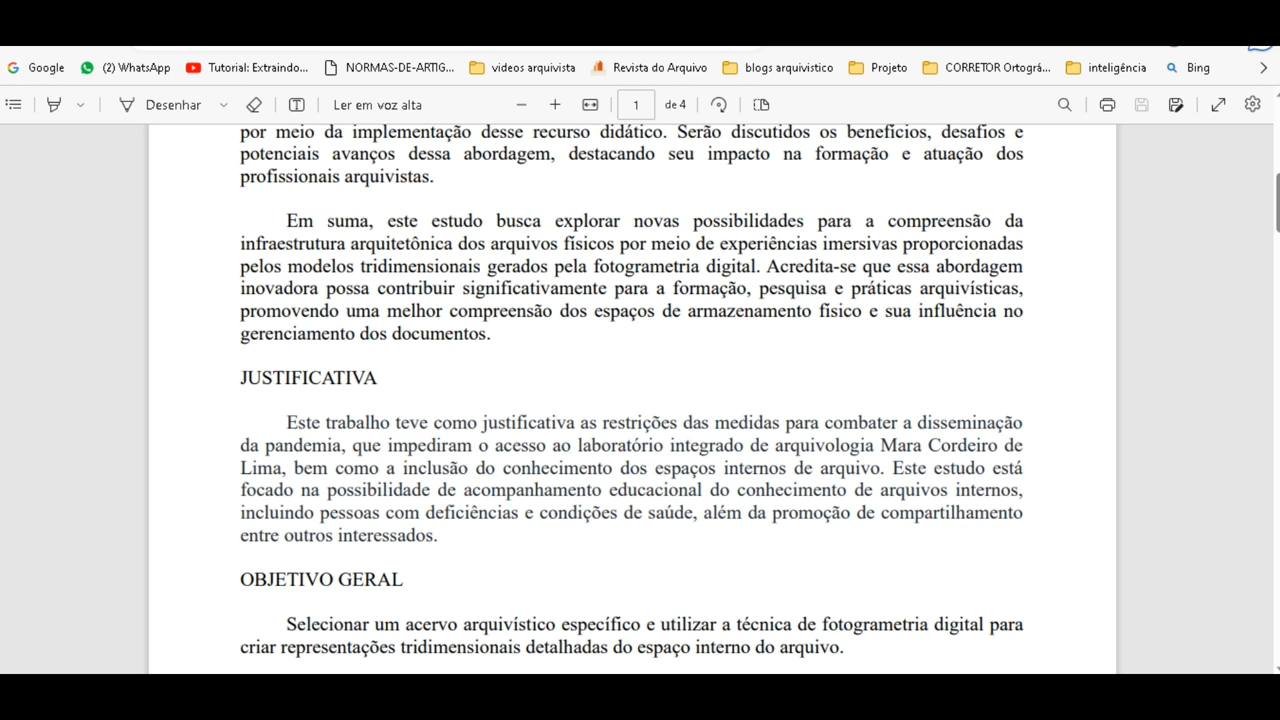 Google (2) WhatsApp Tutorial: Extraindo... NORMAS-DE-ARTIG... videos arquivista Revista do Arquivo blogs arquivistico Projeto CORRETOR Ortográ... inteligência Bing
Desenhar Ler em voz alta 1 de 4
por meio da implementação desse recurso didático. Serão discutidos os benefícios, desafios e
potenciais avanços dessa abordagem, destacando seu impacto na formação e atuação dos
profissionais arquivistas.
Em suma, este estudo busca explorar novas possibilidades para a compreensão da
infraestrutura arquitetônica dos arquivos físicos por meio de experiências imersivas proporcionadas
pelos modelos tridimensionais gerados pela fotogrametria digital. Acredita-se que essa abordagem
inovadora possa contribuir significativamente para a formação, pesquisa e práticas arquivísticas,
promovendo uma melhor compreensão dos espaços de armazenamento físico e sua influência no
gerenciamento dos documentos.
JUSTIFICATIVA
Este trabalho teve como justificativa as restrições das medidas para combater a disseminação
da pandemia, que impediram o acesso ao laboratório integrado de arquivologia Mara Cordeiro de
Lima, bem como a inclusão do conhecimento dos espaços internos de arquivo. Este estudo está
focado na possibilidade de acompanhamento educacional do conhecimento de arquivos internos,
incluindo pessoas com deficiências e condições de saúde, além da promoção de compartilhamento
entre outros interessados.
OBJETIVO GERAL
Selecionar um acervo arquivístico específico e utilizar a técnica de fotogrametria digital para
criar representações tridimensionais detalhadas do espaço interno do arquivo.